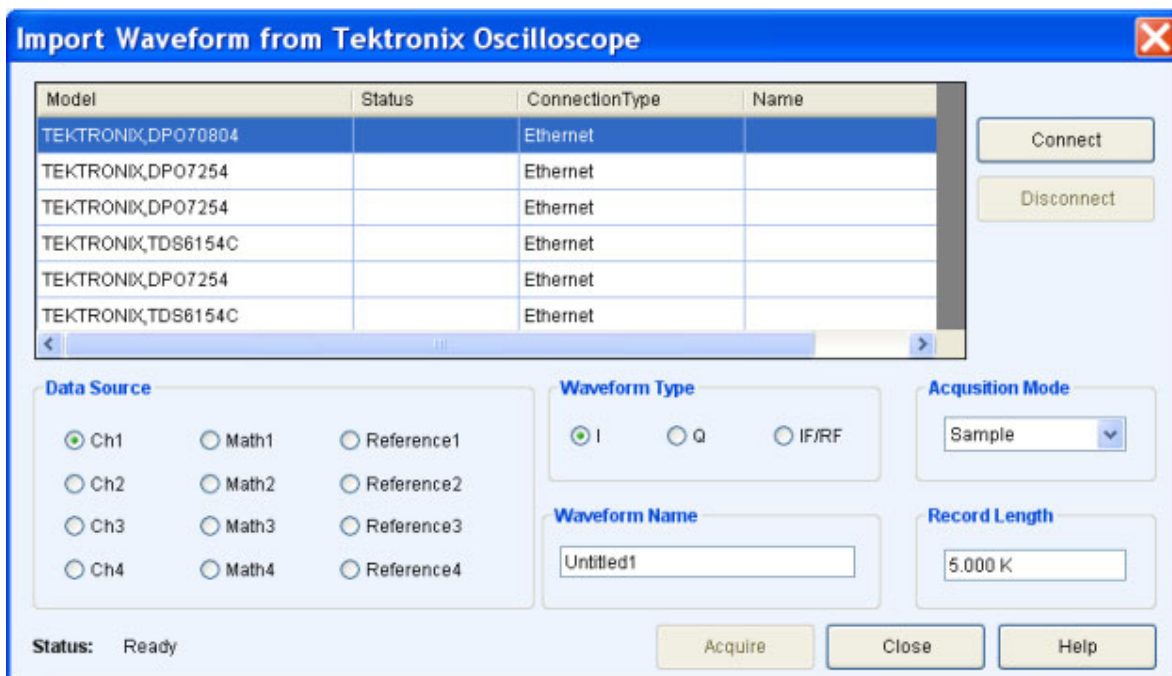 Import Waveform from Tektronix Oscilloscope
Model Status ConnectionType Name
TEKTRONIX,DPO70804 Ethernet
TEKTRONIX,DPO7254 Ethernet
TEKTRONIX,DPO7254 Ethernet
TEKTRONIX,TDS6154C Ethernet
TEKTRONIX,DPO7254 Ethernet
TEKTRONIX,TDS6154C Ethernet
Connect
Disconnect
Data Source
Ch1 Math1 Reference1
Ch2 Math2 Reference2
Ch3 Math3 Reference3
Ch4 Math4 Reference4
Waveform Type
I Q IF/RF
Acqusition Mode
Sample
Waveform Name
Untitled1
Record Length
5.000 K
Status: Ready
Acquire Close Help